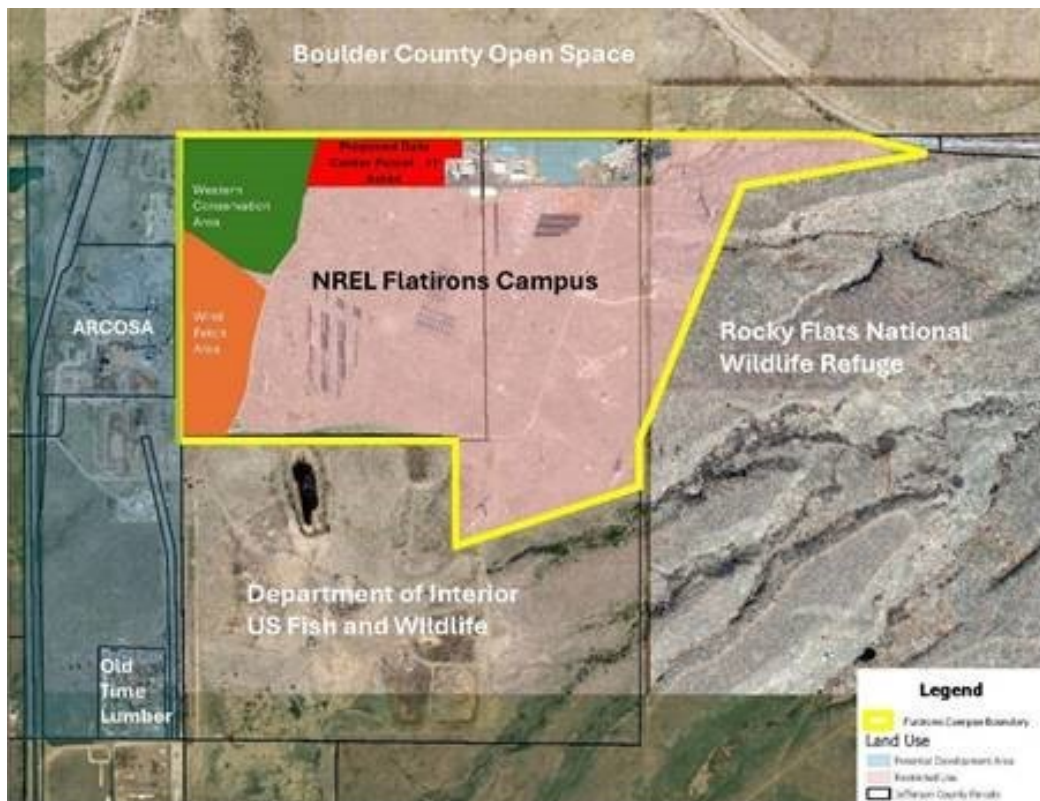 Boulder County Open Space
Proposed Data
Center Parcel
Acres
Western
Conservation
Area
NREL Flatirons Campus
Wind
Fetch
Area
ARCOSA
Rocky Flats National
Wildlife Refuge
Department of Interior
US Fish and Wildlife
Old
Time
Lumber
Legend
Flatirons Campus Boundary
Land Use
Potential Development Area
Restricted Use
Jefferson County Parcels